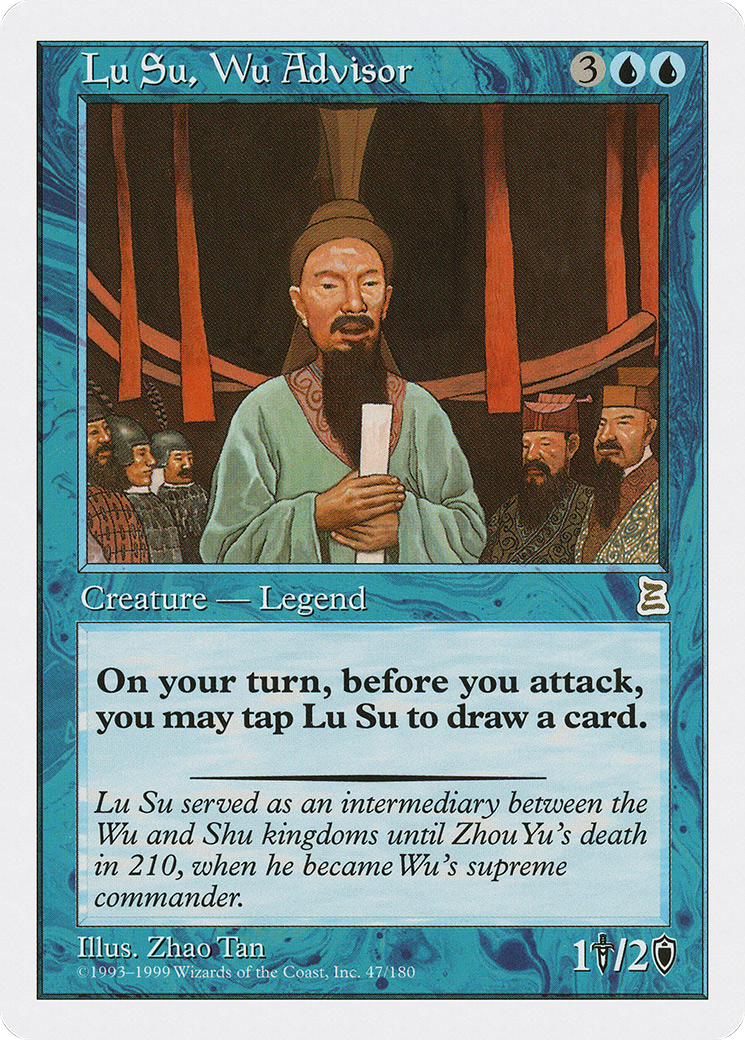 Lu Su, Wu Advisor 3
Creature — Legend
On your turn, before you attack,
you may tap Lu Su to draw a card.
Lu Su served as an intermediary between the
Wu and Shu kingdoms until Zhou Yu's death
in 210, when he became Wu's supreme
commander.
Illus. Zhao Tan
©1993–1999 Wizards of the Coast, Inc. 47/180
1/2